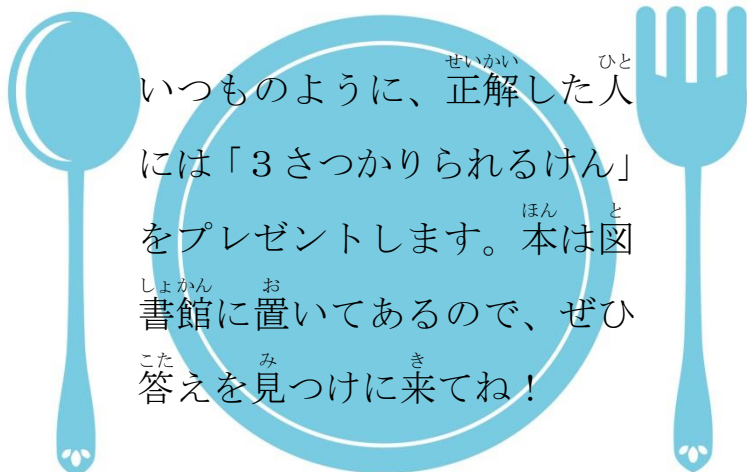 いつものように、正解した人
には「３さつかりられるけん」
をプレゼントします。本は図
書館に置いてあるので、ぜひ
答えを見つけに来てね！